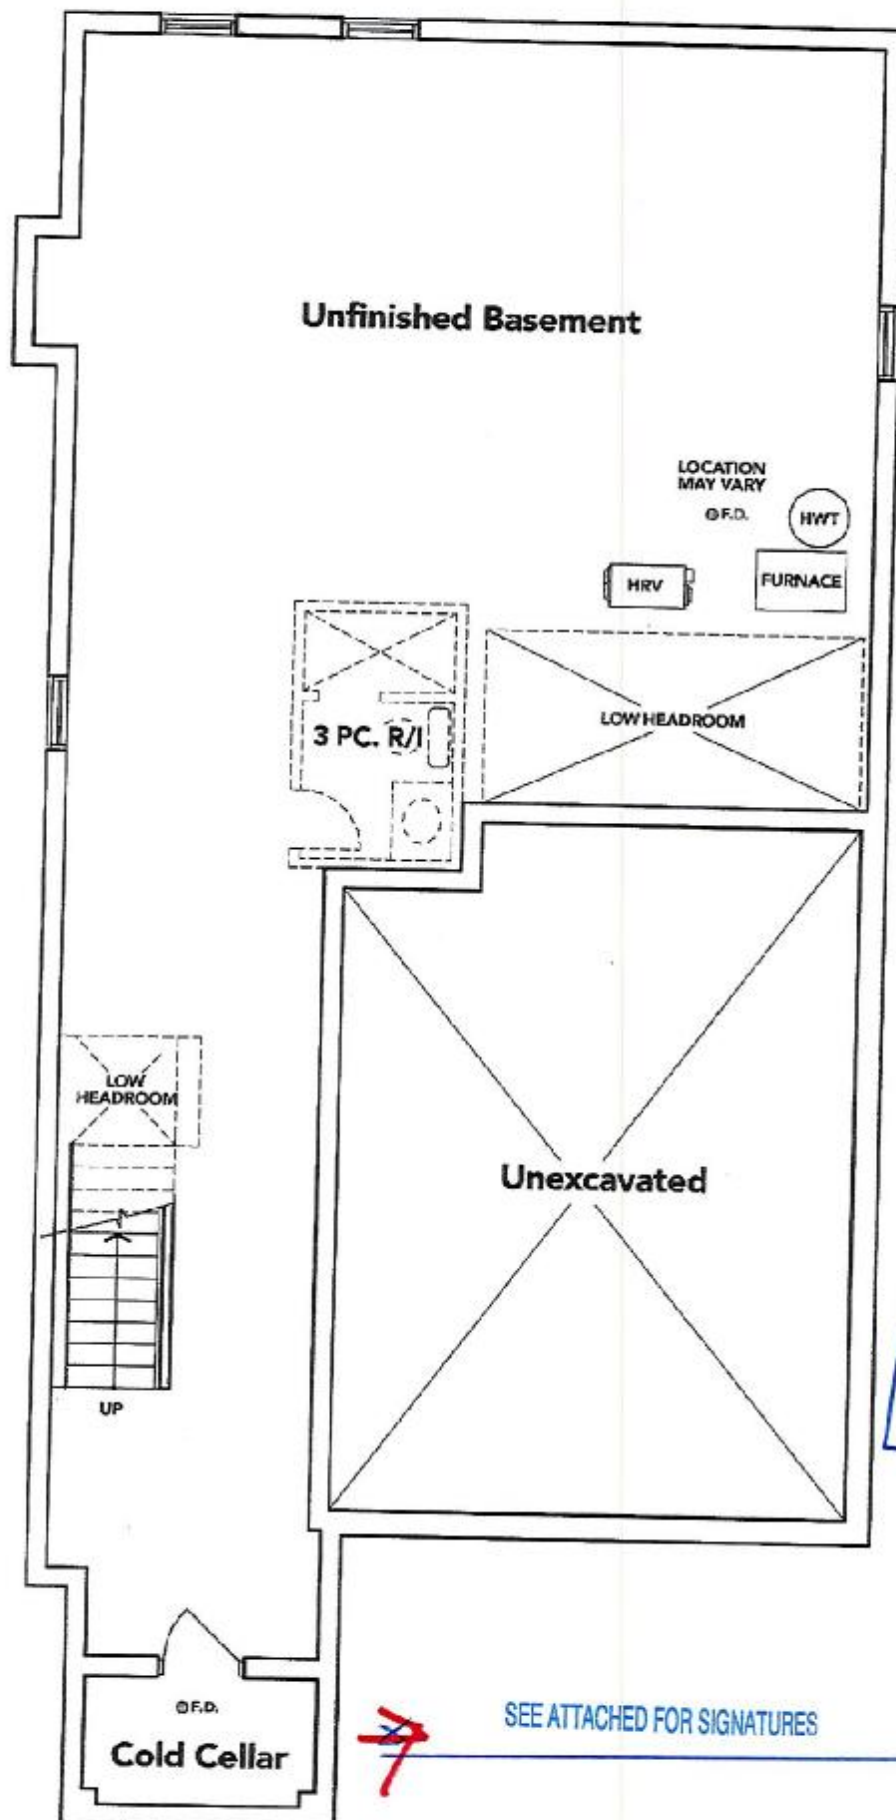 Unfinished Basement
LOCATION
MAY VARY
F.D.
HWT
HRV
FURNACE
3 PC. R/I
LOW HEADROOM
LOW
HEADROOM
Unexcavated
UP
F.D.
Cold Cellar
X
SEE ATTACHED FOR SIGNATURES